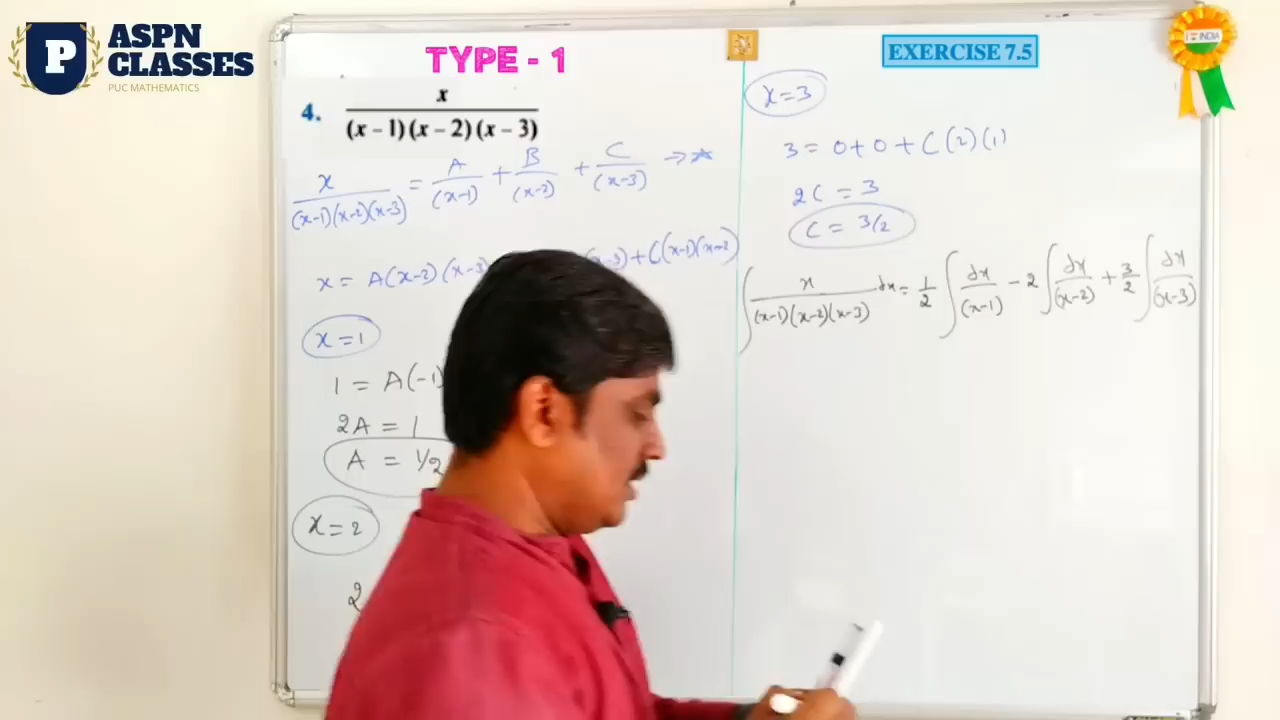 P
ASPN
CLASSES
PUC MATHEMATICS
TYPE - 1
4. x / (x – 1)(x – 2)(x – 3)
x / (x-1)(x-2)(x-3) = A / (x-1) + B / (x-2) + C / (x-3) →
x = A(x-2)(x-3) + C(x-1)(x-2
x=1
1 = A(-1)
2A = 1
A = 1/2
x=2
2
EXERCISE 7.5
INDIA
x=3
3 = 0+0+C(2)(1)
2C = 3
C = 3/2
∫ x / (x-1)(x-2)(x-3) dx = 1/2 ∫ dx / (x-1) - 2 ∫ dx / (x-2) + 3/2 ∫ dx / (x-3)